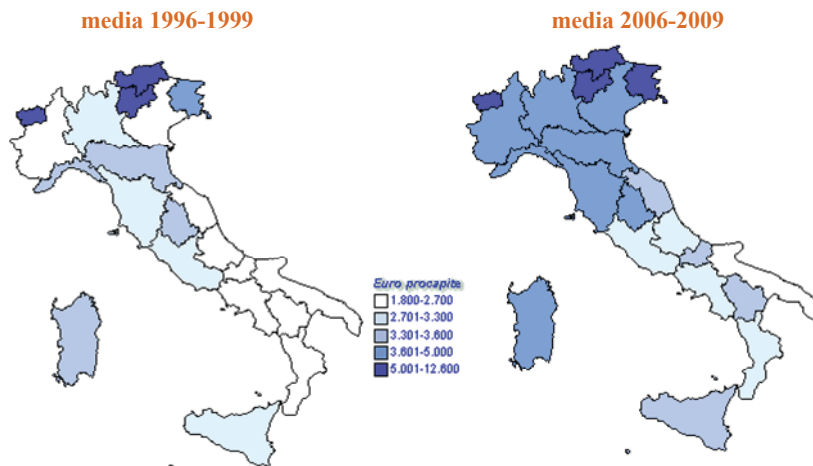 media 1996-1999
media 2006-2009
Euro procapite
1.800-2.700
2.701-3.300
3.301-3.600
3.601-5.000
5.001-12.600